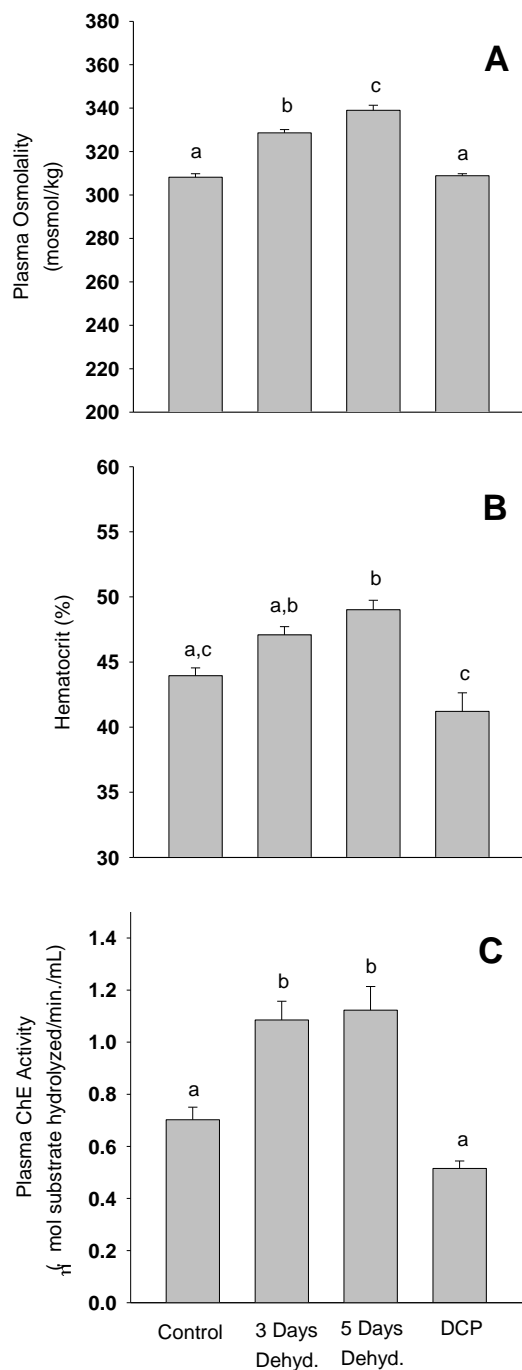 A
380
360
340
320
300
280
260
240
220
200
Plasma Osmolality
(mosmol/kg)
a
b
c
a
B
60
55
50
45
40
35
30
Hematocrit (%)
a,c
a,b
b
c
C
1.4
1.2
1.0
0.8
0.6
0.4
0.2
0.0
Plasma ChE Activity
( mol substrate hydrolyzed/min./mL)
a
b
b
a
Control
3 Days
Dehyd.
5 Days
Dehyd.
DCP